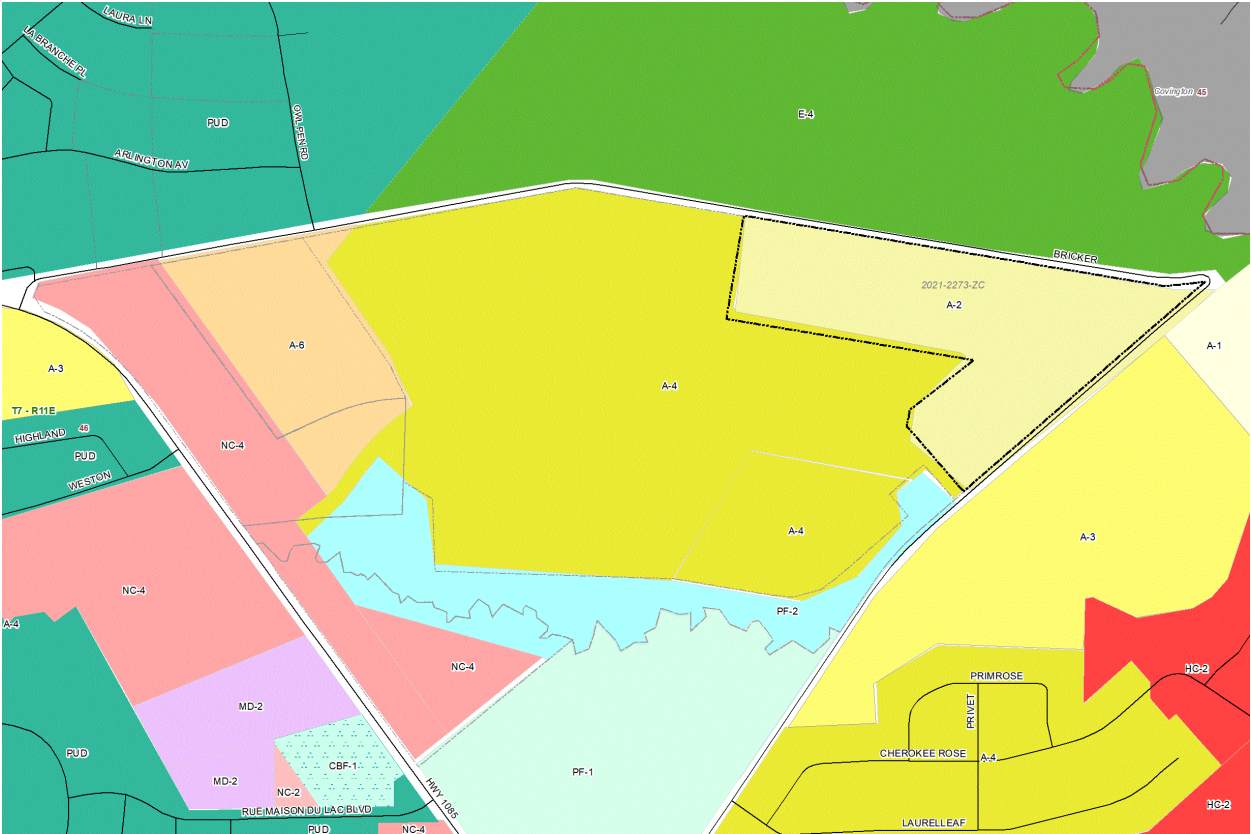 LAURA LN
LA BRANCHE PL
Covington 45
E-4
OWL PEN RD
PUD
ARLINGTON AV
BRICKER
2021-2273-ZC
A-2
A-6
A-1
A-3
A-4
T7 - R11E
46
HIGHLAND
NC-4
PUD
WESTON
A-4
A-3
NC-4
PF-2
A-4
NC-4
HC-2
PRIMROSE
MD-2
PRIVET
PUD
CHEROKEE ROSE
A-4
CBF-1
PF-1
MD-2
NC-2
HWY 1085
HC-2
RUE MAISON DU LAC BLVD
LAURELLEAF
PUD
NC-4